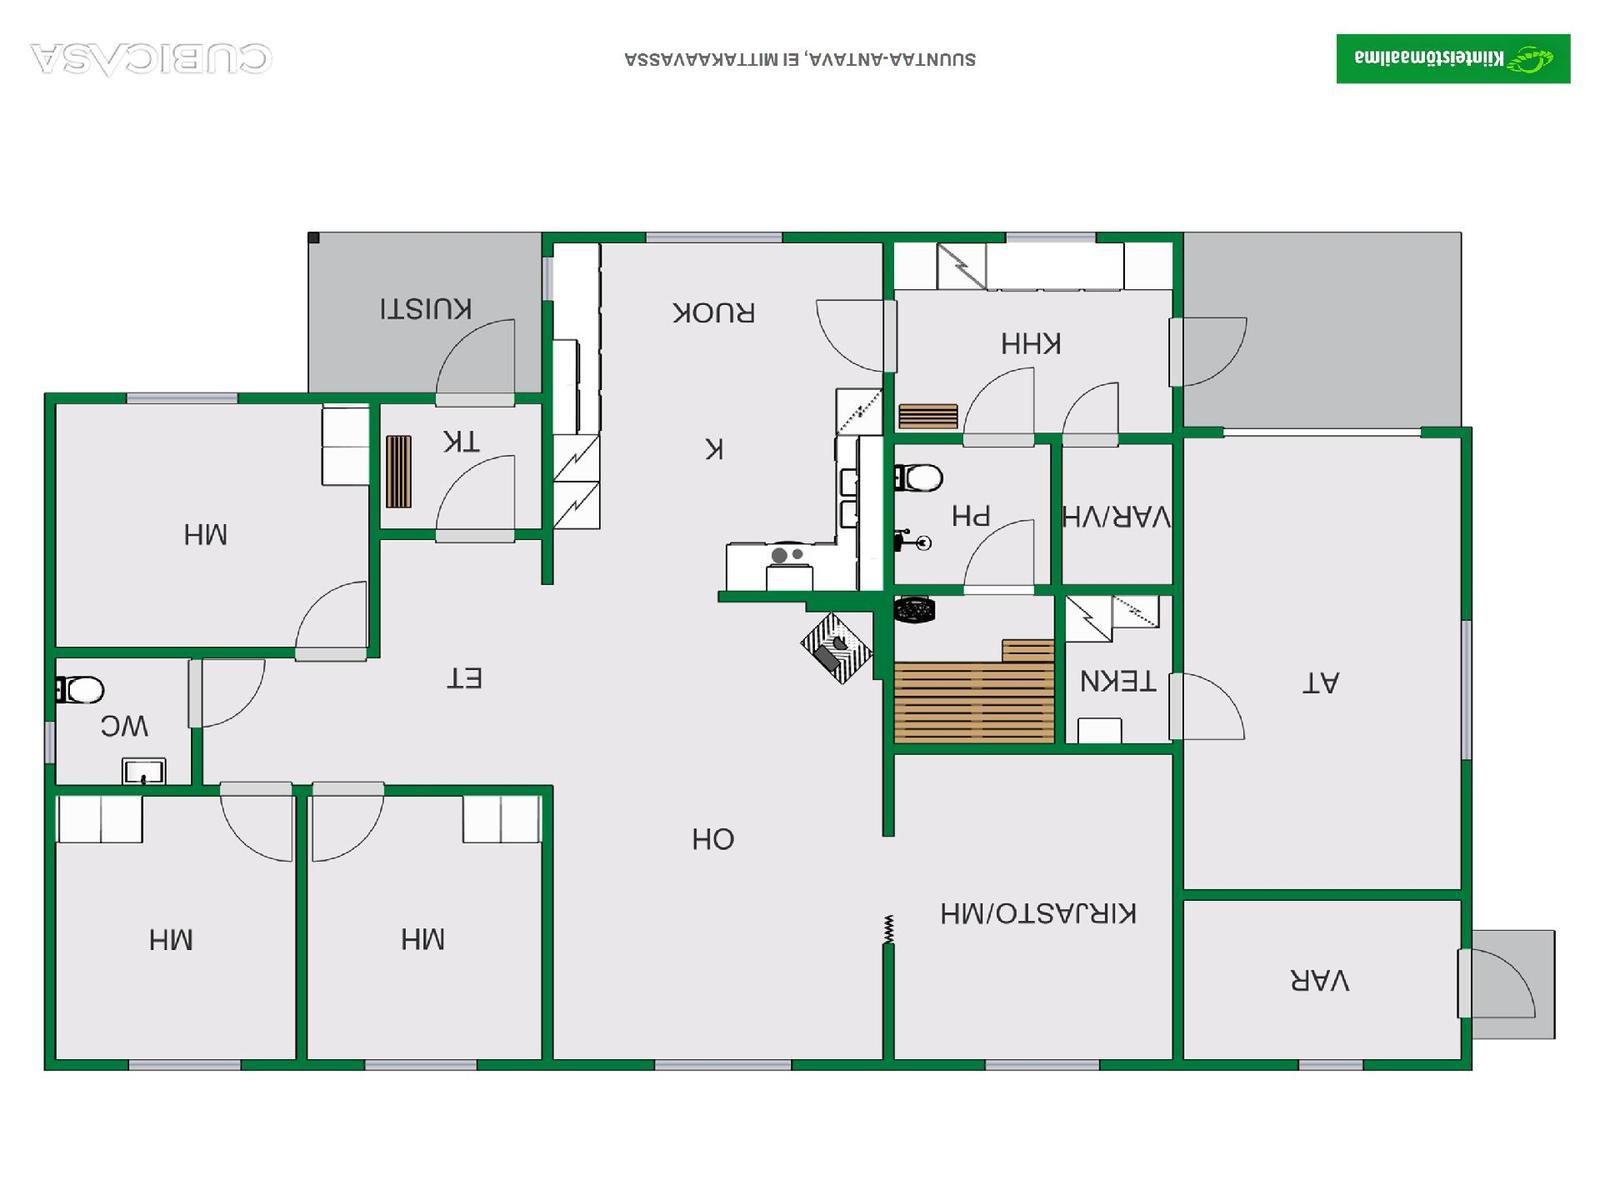 VAR
MH
MH
KIRJASTO/MH
OH
WC
AT
TEKN
ET
MH
VAR/VH
PH
K
TK
KHH
RUOK
KUISTI
Kiinteistömaailma
SUUNTAA-ANTAVA, EI MITTAKAAVASSA
CUBICASA